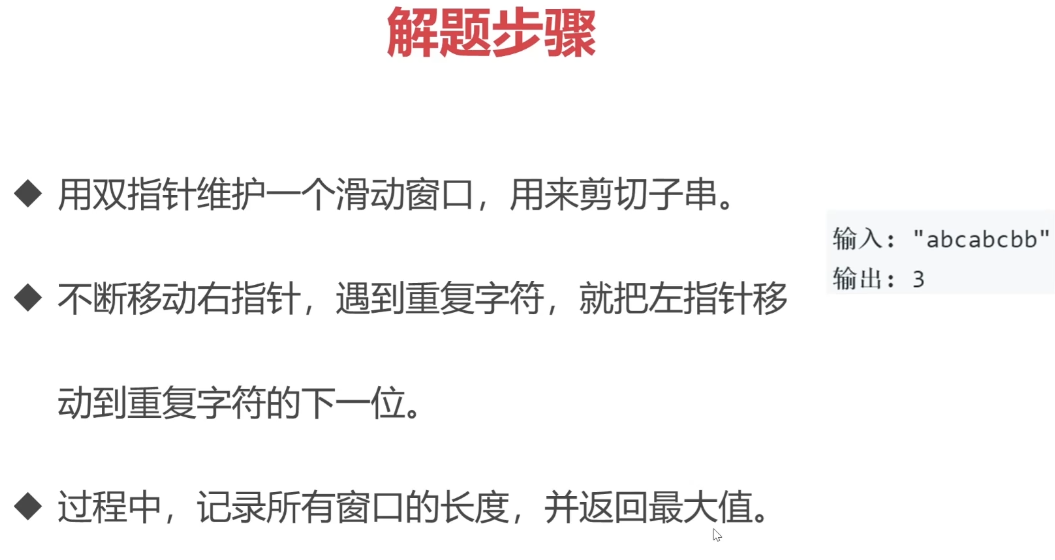 解题步骤
◆ 用双指针维护一个滑动窗口，用来剪切子串。
◆ 不断移动右指针，遇到重复字符，就把左指针移
动到重复字符的下一位。
◆ 过程中，记录所有窗口的长度，并返回最大值。
输入: "abcabcbb"
输出: 3